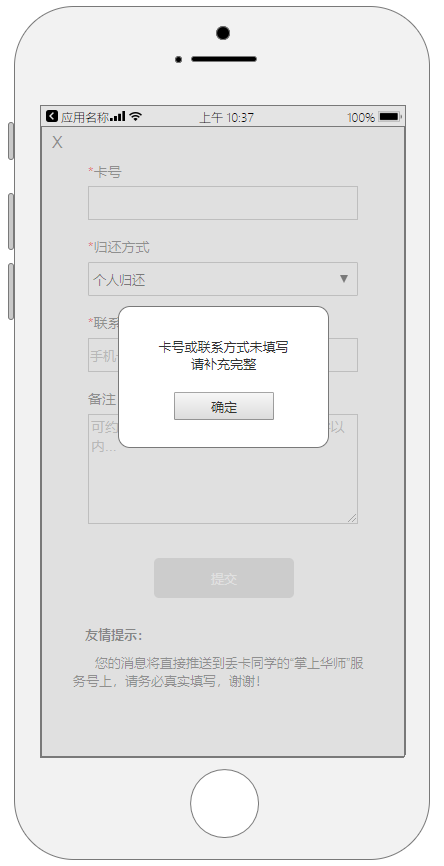 应用名称 上午 10:37 100%
X
*卡号
*归还方式
个人归还
*联系
卡号或联系方式未填写
请补充完整
手机
备注
确定
可约 以
内...
提交
友情提示:
您的消息将直接推送到丢卡同学的"掌上华师"服
务号上，请务必真实填写，谢谢!